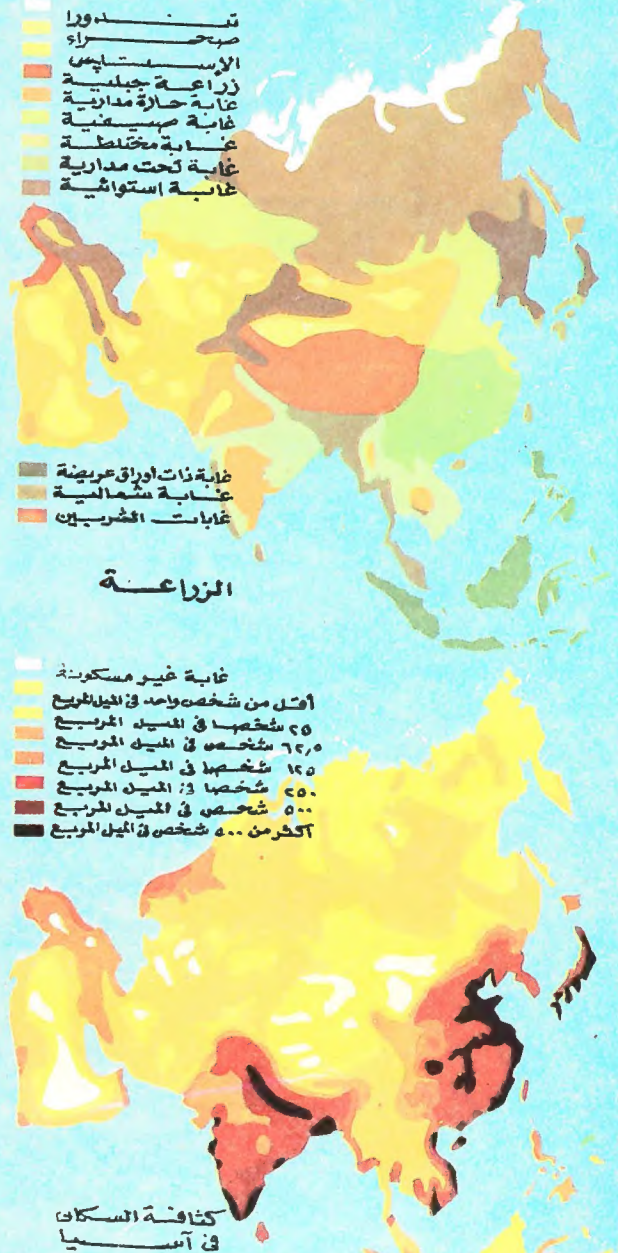 تندورا
صحراء
الإستبس
زراعة جبلية
غابة حارة مدارية
غابة صيفية
غابة مختلطة
غابة تحت مدارية
غابة إستوائية
غابة ذات أوراق عريضة
غابة شمالية
غابات الشربين
الزراعة
غابة غير مسكونة
أقل من شخص واحد في الميل المربع
٢٥ شخصا في الميل المربع
٦٢٫٥ شخص في الميل المربع
١٢٥ شخصا في الميل المربع
٢٥٠ شخصا في الميل المربع
٥٠٠ شخص في الميل المربع
أكثر من ٥٠٠ شخص في الميل المربع
كثافة السكان
في آسيا